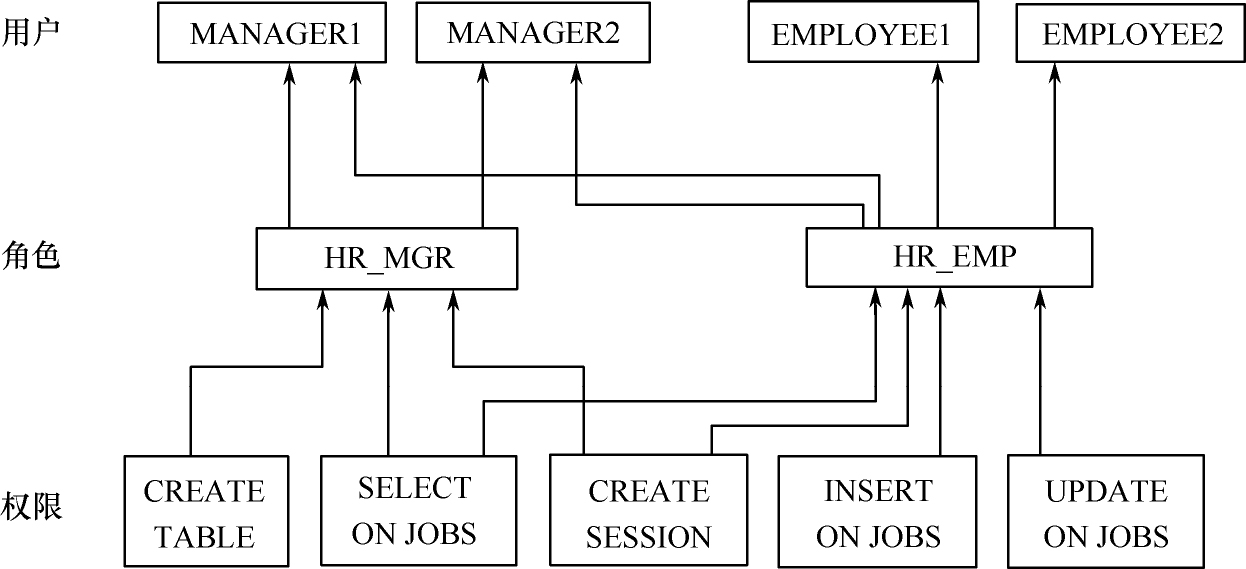 用户
MANAGER1
MANAGER2
EMPLOYEE1
EMPLOYEE2
角色
HR_MGR
HR_EMP
权限
CREATE
TABLE
SELECT
ON JOBS
CREATE
SESSION
INSERT
ON JOBS
UPDATE
ON JOBS